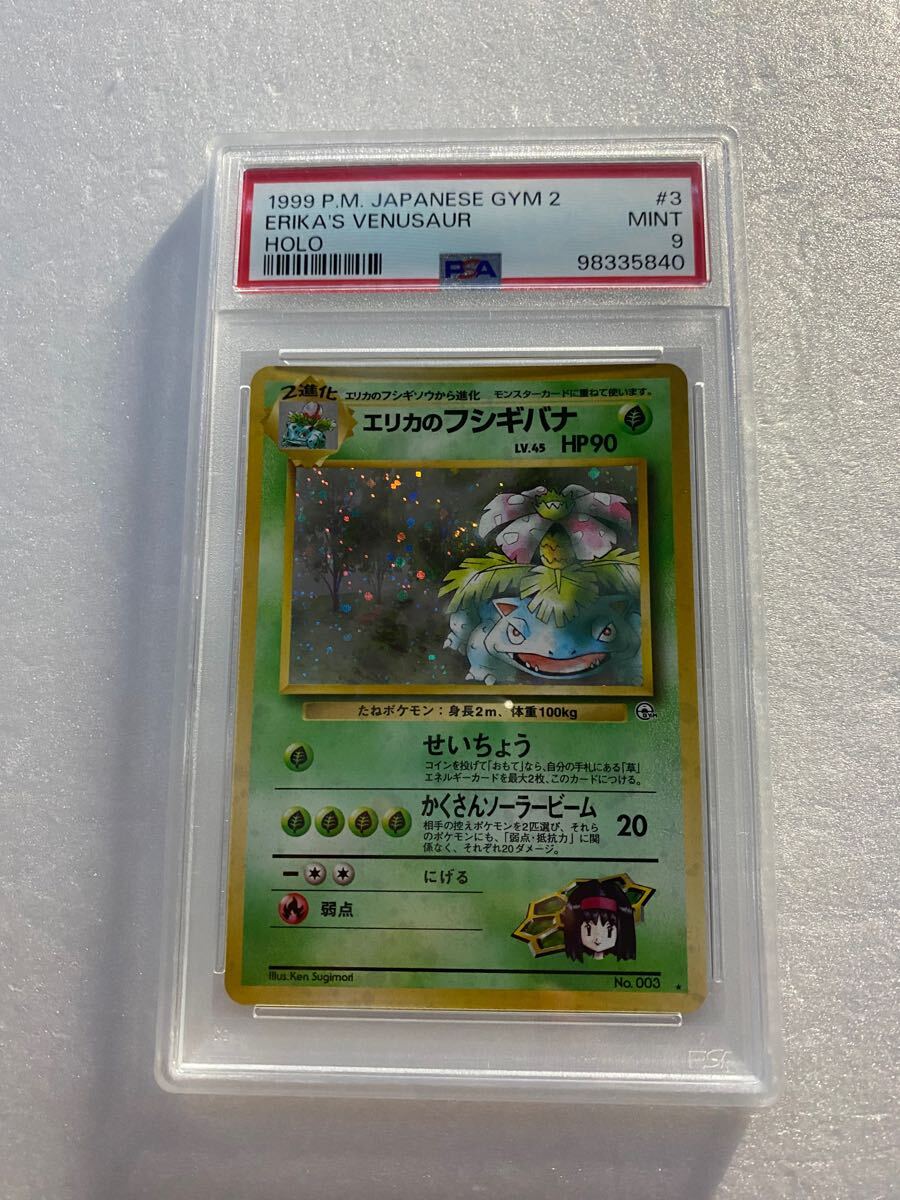 1999 P.M. JAPANESE GYM 2 #3
ERIKA'S VENUSAUR MINT
HOLO 9
PSA 98335840
2進化 エリカのフシギソウから進化 モンスターカードに重ねて使います。
エリカのフシギバナ
LV.45 HP90
たねポケモン：身長2m、体重100kg
GYM
せいちょう
コインを投げて「おもて」なら、自分の手札にある「草」
エネルギーカードを最大2枚、このカードにつける。
かくさんソーラービーム 20
相手の控えポケモンを2匹選び、それら
のポケモンにも、「弱点・抵抗力」に関
係なく、それぞれ20ダメージ。
にげる
弱点
Illus. Ken Sugimori No. 003 ★
PSA